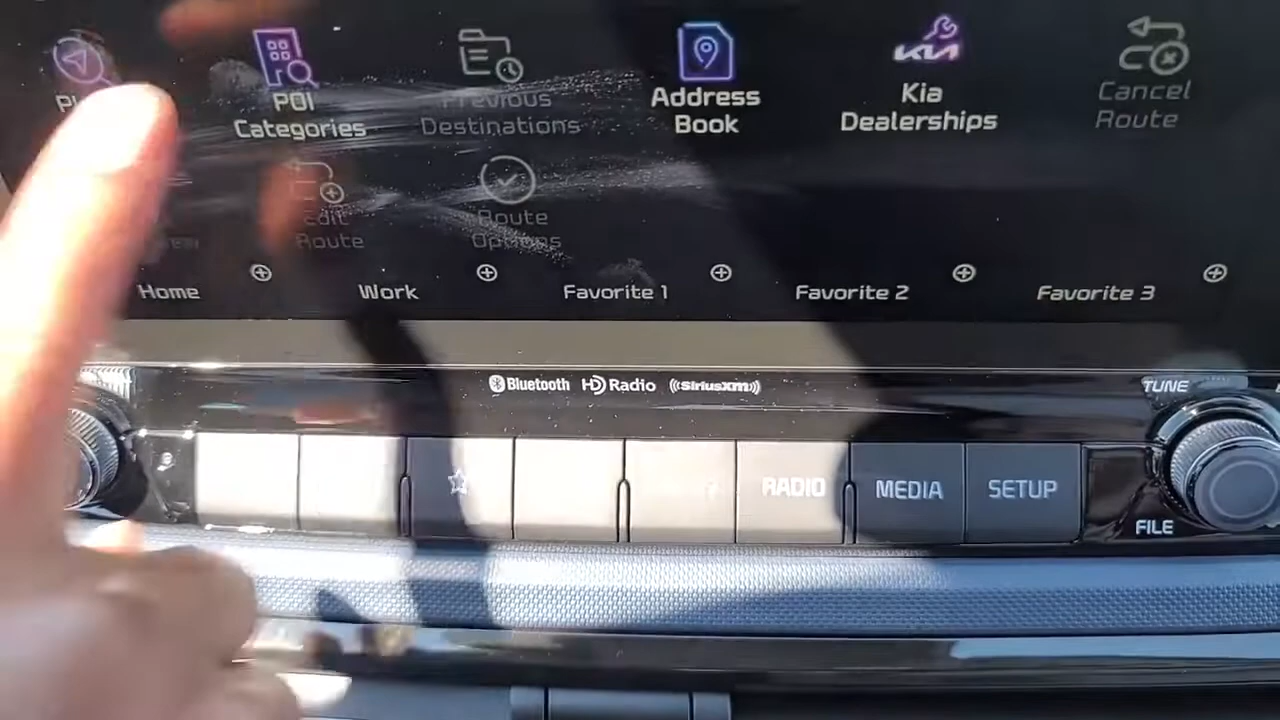 POI
Categories
Previous
Destinations
Address
Book
KIA
Kia
Dealerships
Cancel
Route
Edit
Route
Route
Options
Home
Work
Favorite 1
Favorite 2
Favorite 3
Bluetooth
HD Radio
((SiriusXM))
TUNE
RADIO
MEDIA
SETUP
FILE